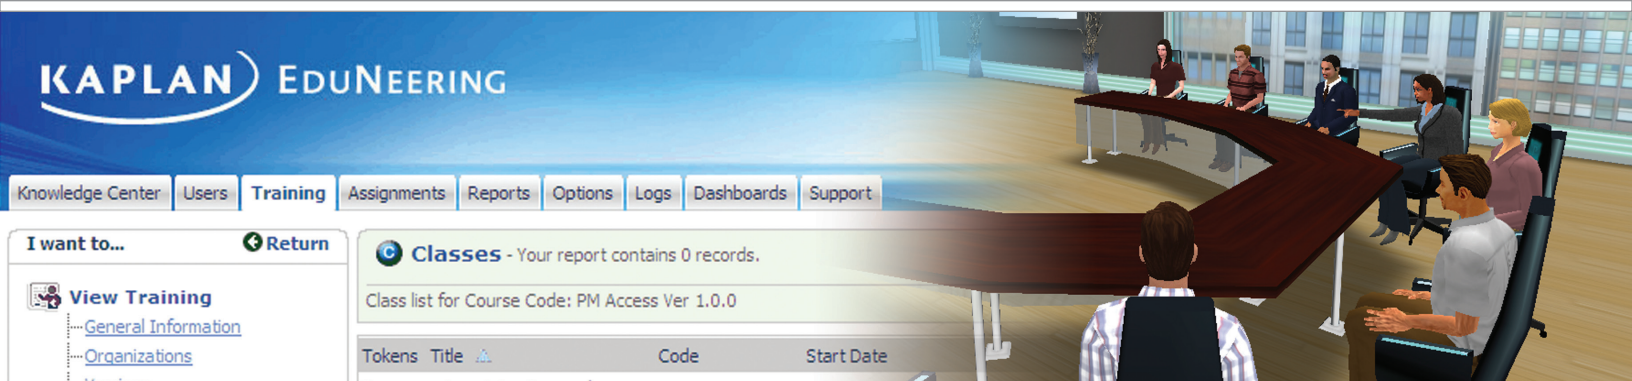 KAPLAN EDUNEERING
Knowledge Center Users Training Assignments Reports Options Logs Dashboards Support
I want to... Return
Classes - Your report contains 0 records.
Class list for Course Code: PM Access Ver 1.0.0
View Training
General Information
Organizations
Tokens Title Code Start Date